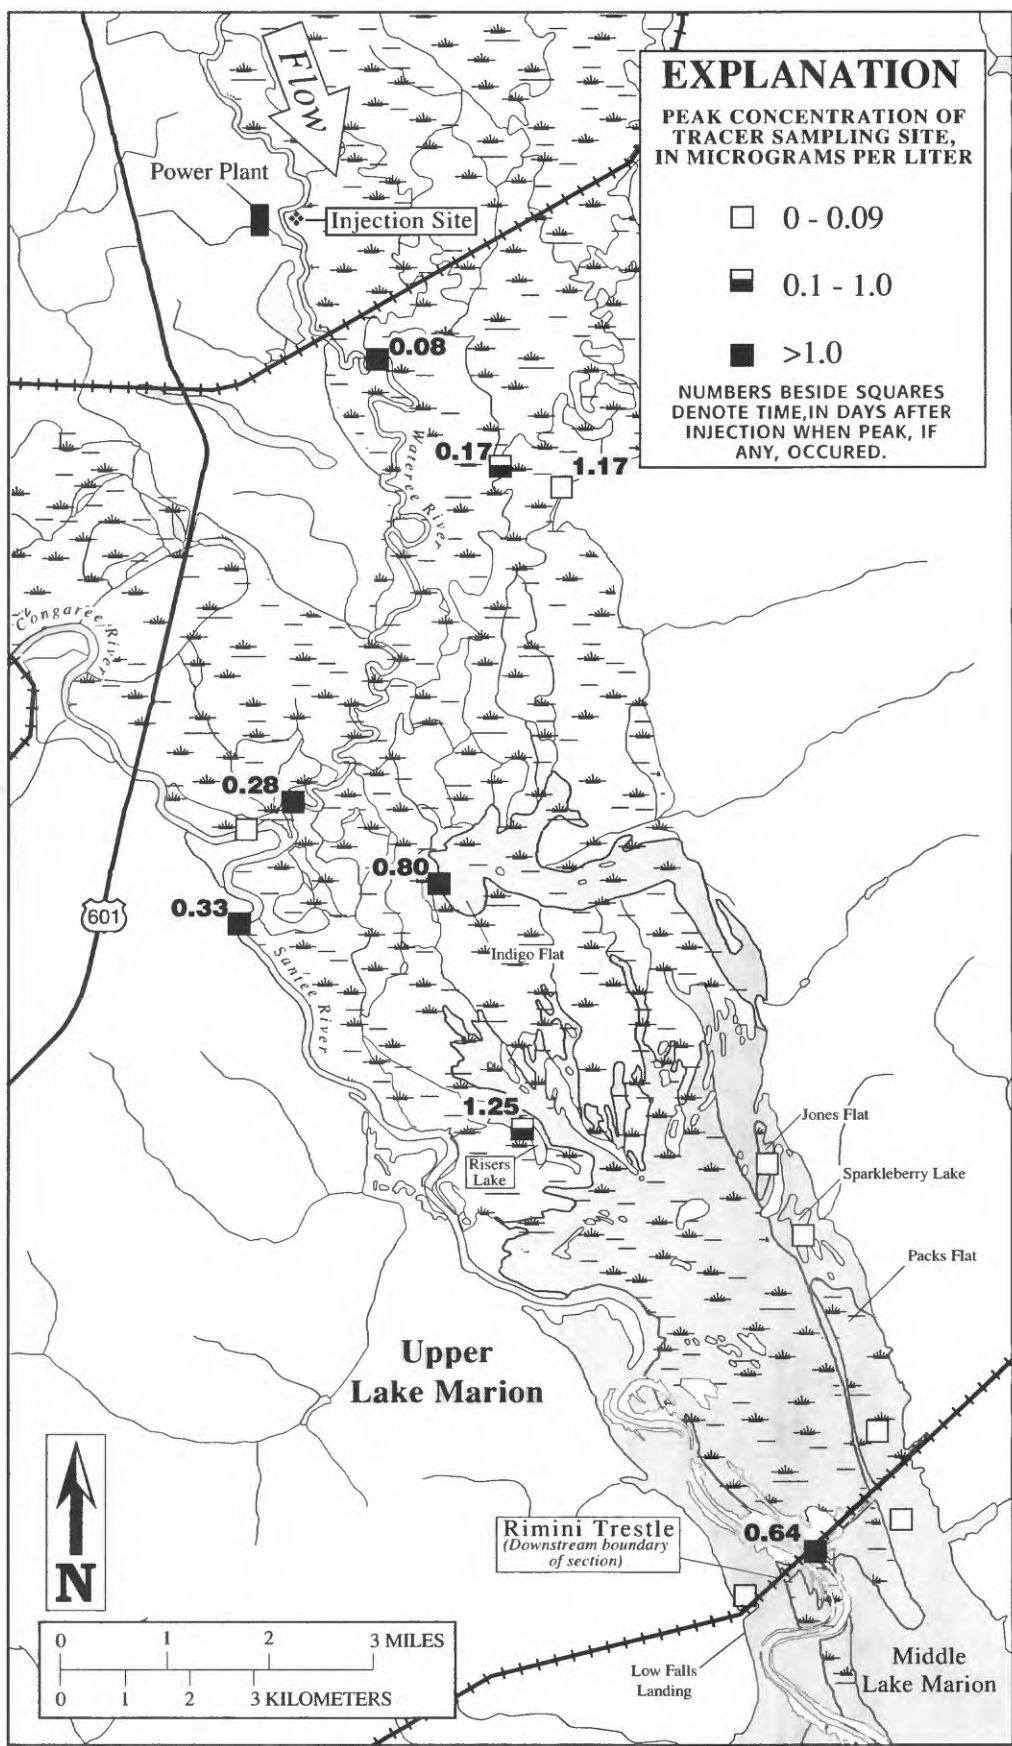 Flow
EXPLANATION
PEAK CONCENTRATION OF
TRACER SAMPLING SITE,
IN MICROGRAMS PER LITER
0 - 0.09
0.1 - 1.0
>1.0
NUMBERS BESIDE SQUARES
DENOTE TIME,IN DAYS AFTER
INJECTION WHEN PEAK, IF
ANY, OCCURED.
Power Plant
Injection Site
0.08
Wateree River
0.17
1.17
Congaree River
0.28
0.80
0.33
601
Indigo Flat
Santee River
1.25
Risers
Lake
Jones Flat
Sparkleberry Lake
Packs Flat
Upper
Lake Marion
N
Rimini Trestle
(Downstream boundary
of section)
0.64
0 1 2 3 MILES
0 1 2 3 KILOMETERS
Low Falls
Landing
Middle
Lake Marion